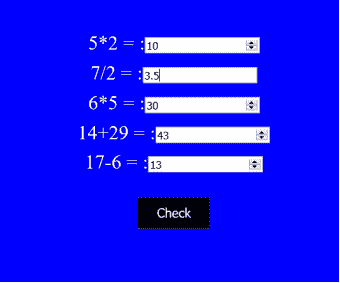 5*2 = :10
7/2 = :3.5
6*5 = :30
14+29 = :43
17-6 = :13
Check